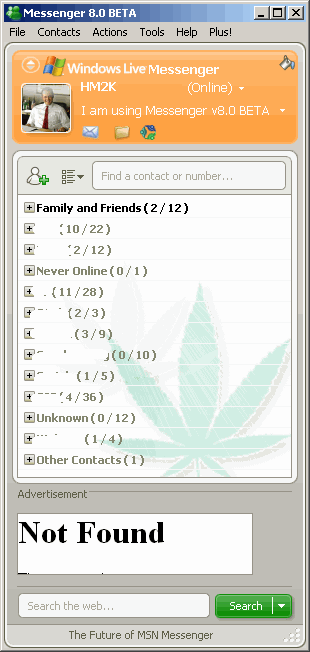 Messenger 8.0 BETA
File Contacts Actions Tools Help Plus!
Windows Live Messenger
HM2K (Online)
I am using Messenger v8.0 BETA
Find a contact or number...
Family and Friends ( 2 / 12 )
( 10 / 22 )
( 2 / 12 )
Never Online ( 0 / 1 )
( 11 / 28 )
( 2 / 3 )
( 3 / 9 )
( 0 / 10 )
( 1 / 5 )
( 4 / 36 )
Unknown ( 0 / 12 )
( 1 / 4 )
Other Contacts ( 1 )
Advertisement
Not Found
Search the web...
Search
The Future of MSN Messenger